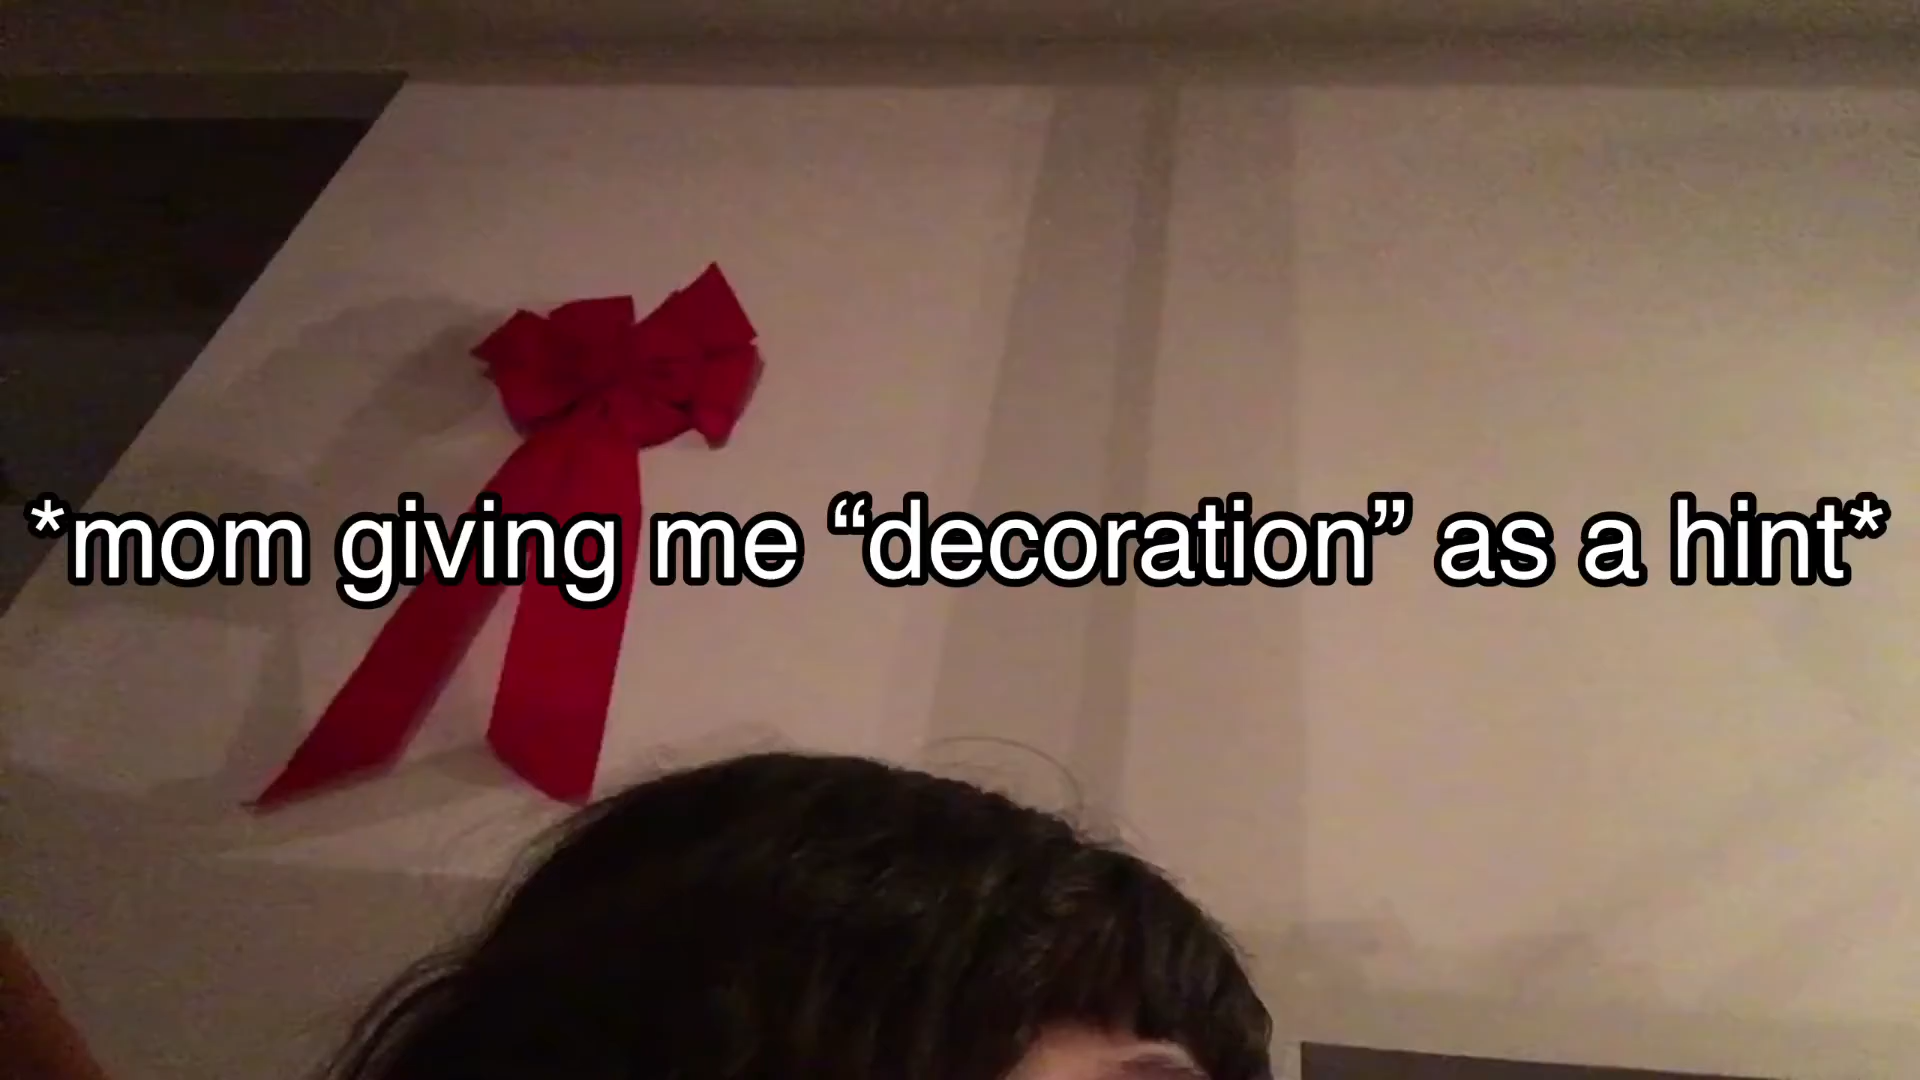 *mom giving me “decoration” as a hint*